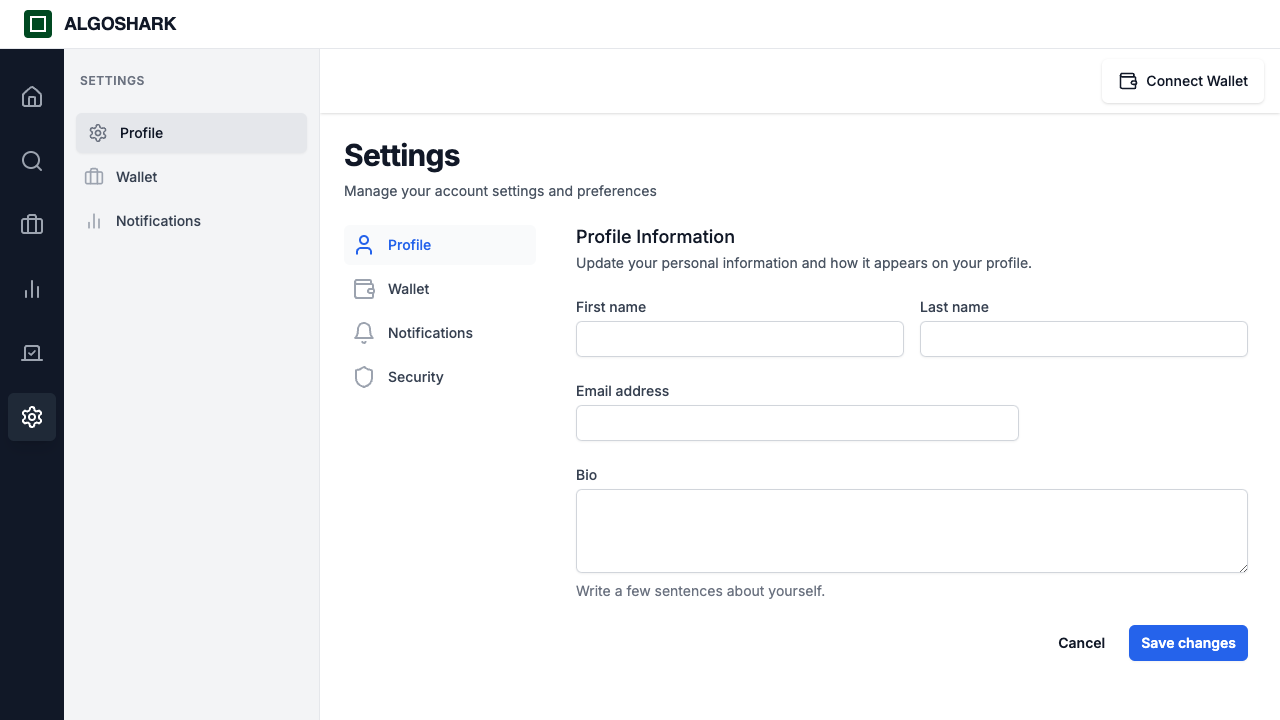 ALGOSHARK
SETTINGS
Profile
Wallet
Notifications
Connect Wallet
Settings
Manage your account settings and preferences
Profile
Wallet
Notifications
Security
Profile Information
Update your personal information and how it appears on your profile.
First name
Last name
Email address
Bio
Write a few sentences about yourself.
Cancel
Save changes